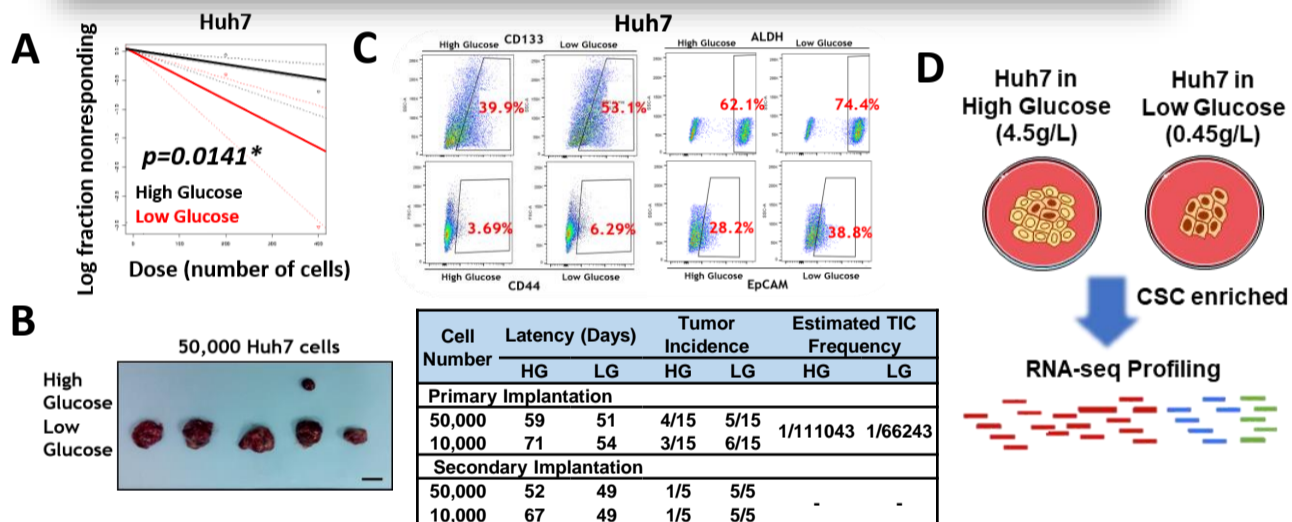 A
Huh7
Log fraction nonresponding
p=0.0141*
High Glucose
Low Glucose
Dose (number of cells)
C
Huh7
High Glucose CD133 Low Glucose
39.9% 53.1%
High Glucose ALDH Low Glucose
62.1% 74.4%
3.69% 6.29%
High Glucose Low Glucose
CD44
28.2% 38.8%
High Glucose Low Glucose
EpCAM
B
50,000 Huh7 cells
High
Glucose
Low
Glucose
Cell Number Latency (Days) Tumor Incidence Estimated TIC Frequency
HG LG HG LG HG LG
Primary Implantation
50,000 59 51 4/15 5/15 1/111043 1/66243
10,000 71 54 3/15 6/15
Secondary Implantation
50,000 52 49 1/5 5/5 - -
10,000 67 49 1/5 5/5
D
Huh7 in
High Glucose
(4.5g/L)
Huh7 in
Low Glucose
(0.45g/L)
CSC enriched
RNA-seq Profiling